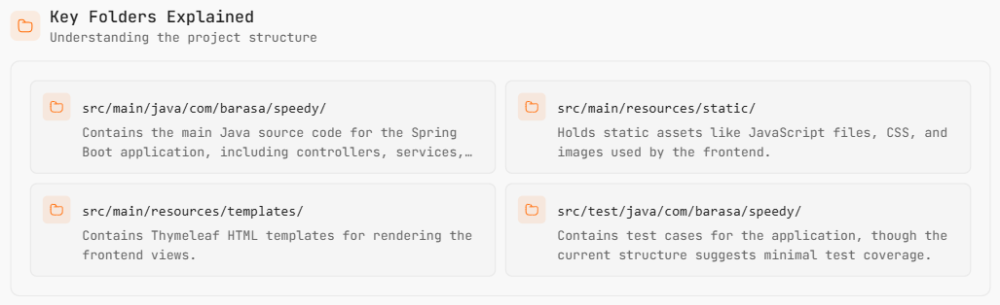 Key Folders Explained
Understanding the project structure
src/main/java/com/barasa/speedy/
Contains the main Java source code for the Spring
Boot application, including controllers, services,…
src/main/resources/static/
Holds static assets like JavaScript files, CSS, and
images used by the frontend.
src/main/resources/templates/
Contains Thymeleaf HTML templates for rendering the
frontend views.
src/test/java/com/barasa/speedy/
Contains test cases for the application, though the
current structure suggests minimal test coverage.